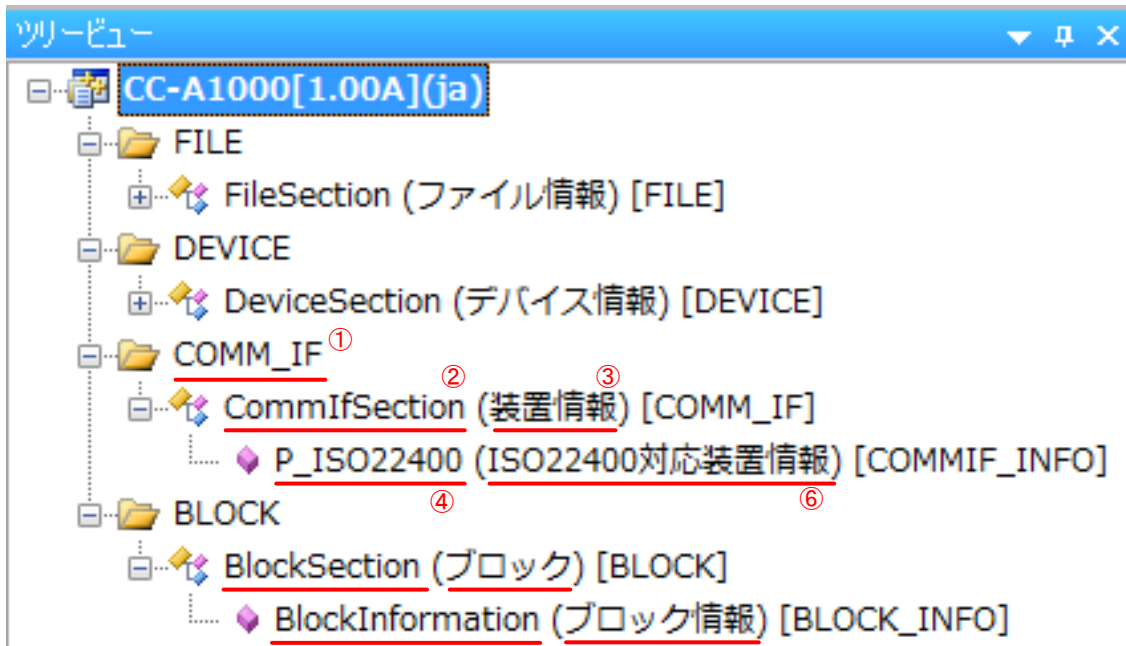 ツリービュー
CC-A1000[1.00A](ja)
FILE
FileSection (ファイル情報) [FILE]
DEVICE
DeviceSection (デバイス情報) [DEVICE]
COMM_IF ①
② ③
CommIfSection (装置情報) [COMM_IF]
P_ISO22400 (ISO22400対応装置情報) [COMMIF_INFO]
④ ⑥
BLOCK
BlockSection (ブロック) [BLOCK]
BlockInformation (ブロック情報) [BLOCK_INFO]